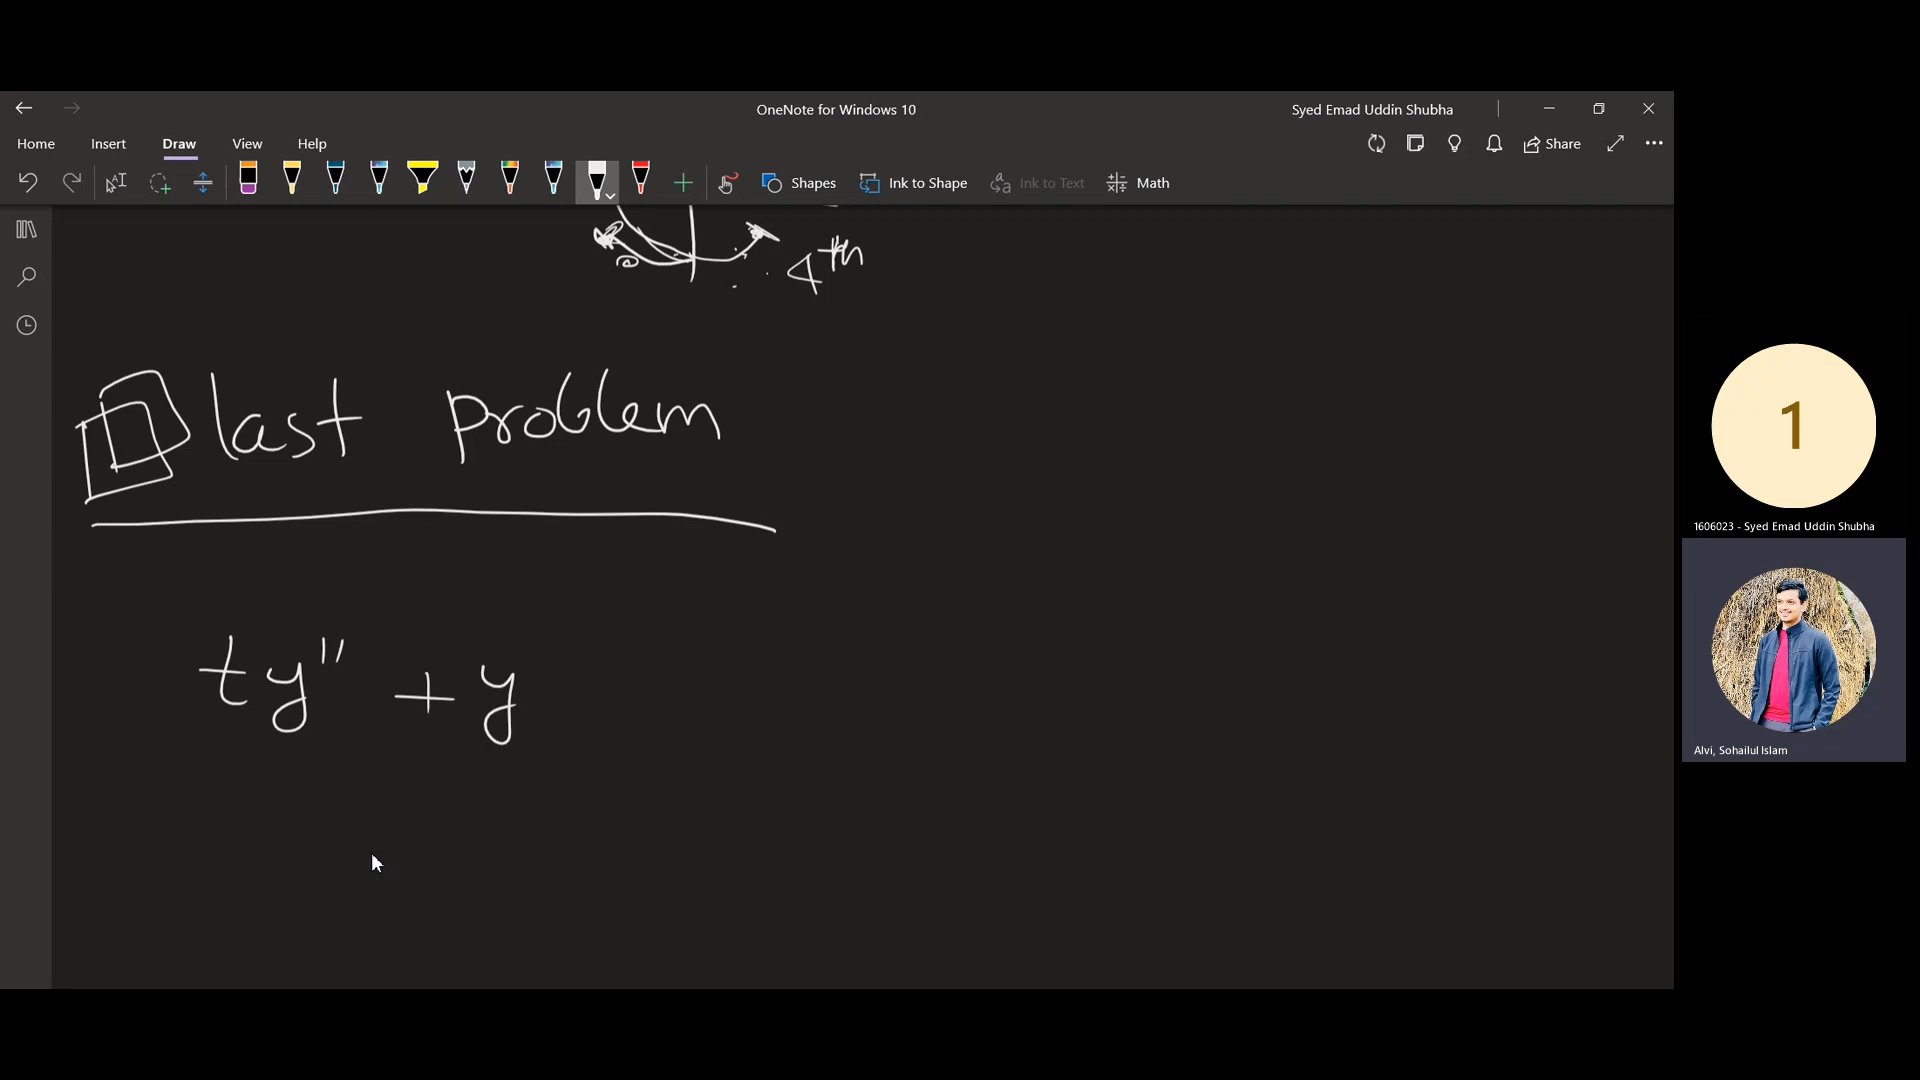 OneNote for Windows 10
Syed Emad Uddin Shubha
Home Insert Draw View Help
Share
Shapes Ink to Shape Ink to Text Math
4th
last problem
ty" + y
1
1606023 - Syed Emad Uddin Shubha
Alvi, Sohailul Islam